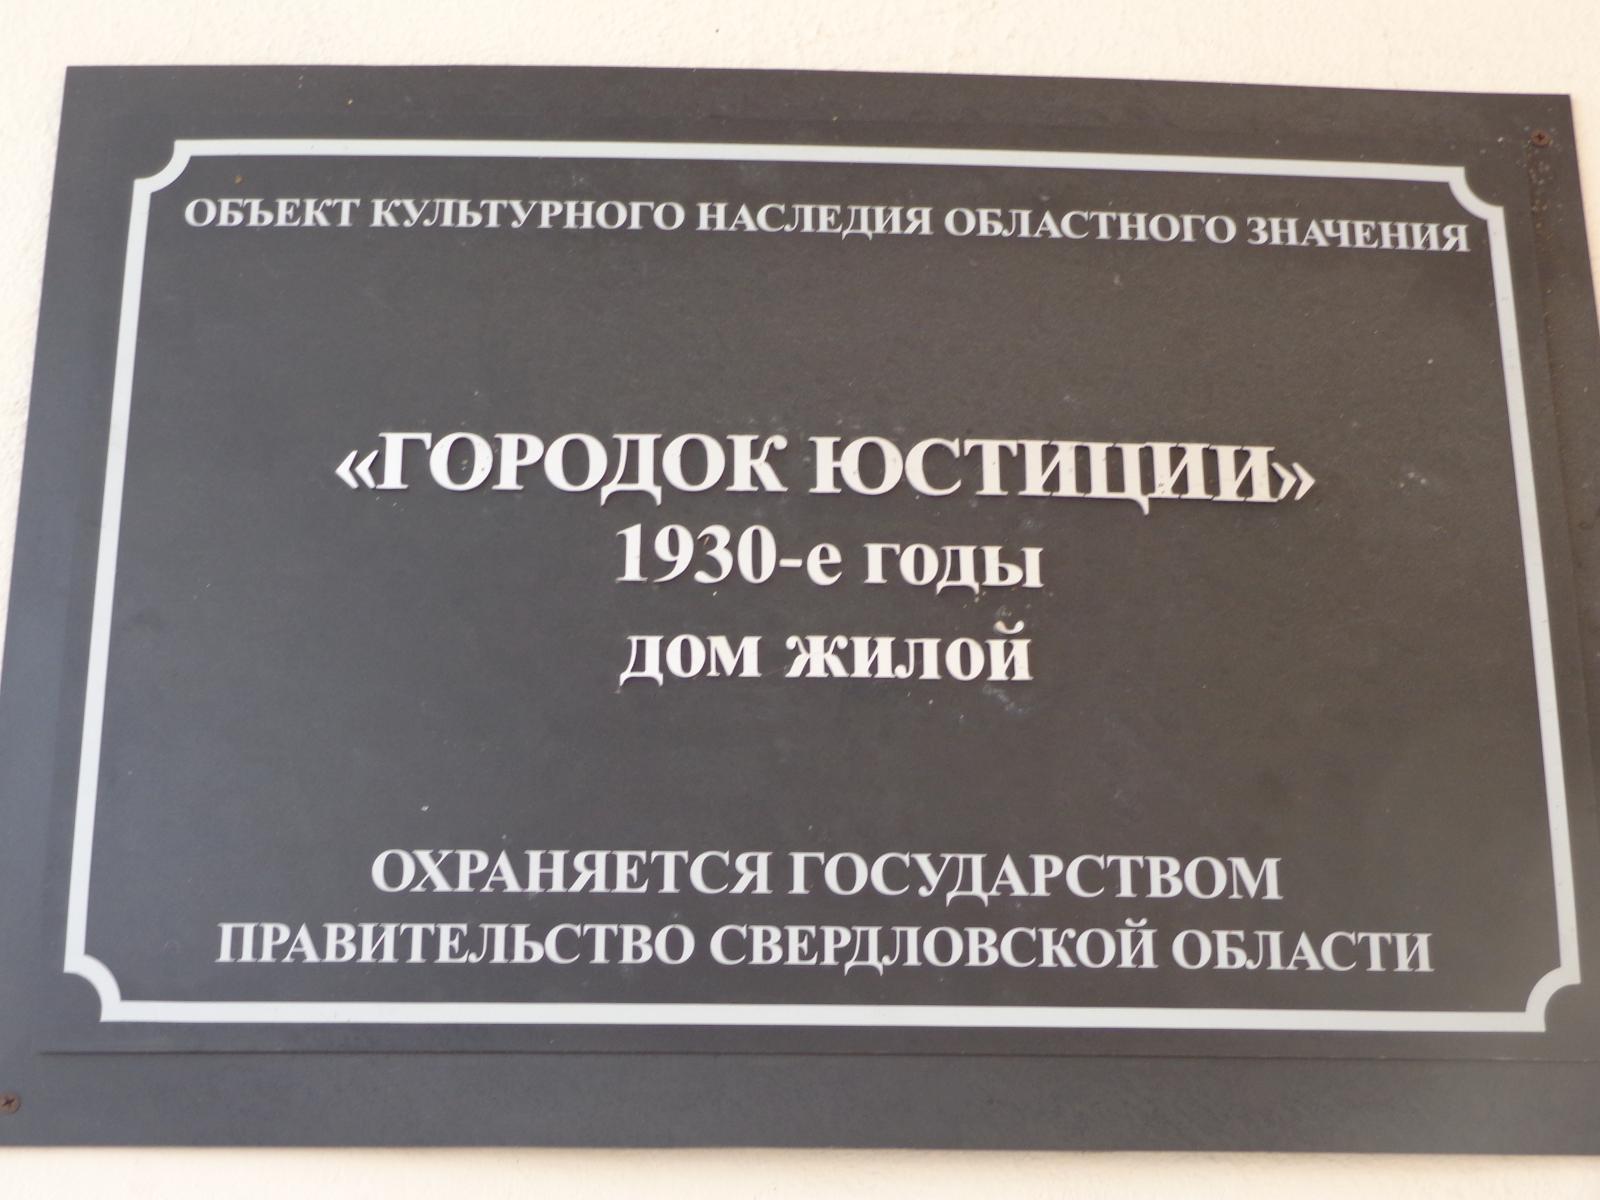 ОБЪЕКТ КУЛЬТУРНОГО НАСЛЕДИЯ ОБЛАСТНОГО ЗНАЧЕНИЯ
«ГОРОДОК ЮСТИЦИИ»
1930-е годы
дом жилой
ОХРАНЯЕТСЯ ГОСУДАРСТВОМ
ПРАВИТЕЛЬСТВО СВЕРДЛОВСКОЙ ОБЛАСТИ